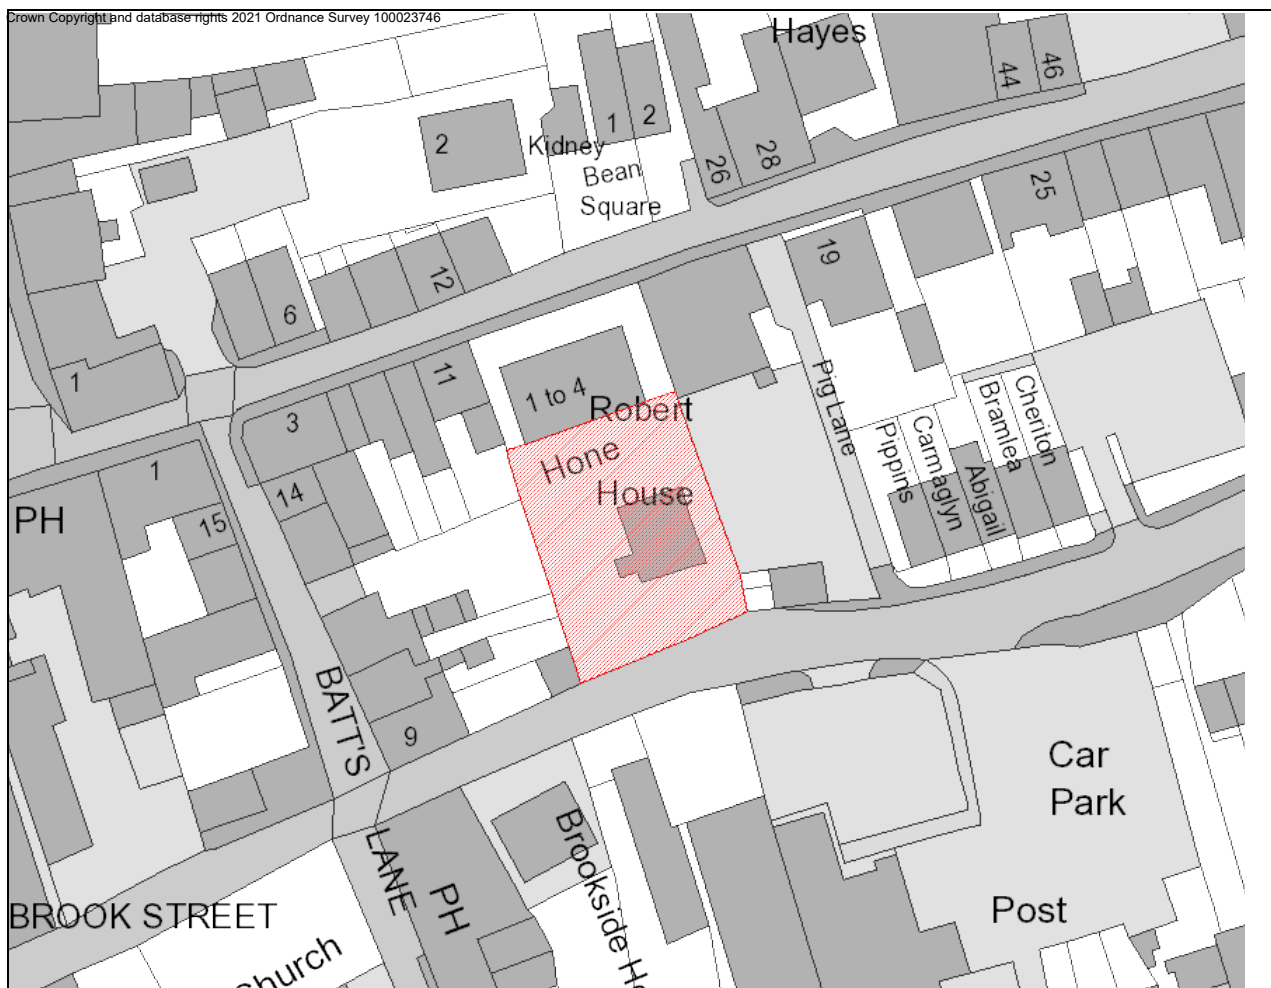 Crown Copyright and database rights 2021 Ordnance Survey 100023746
Hayes
44
46
2
1
2
Kidney
Bean
Square
26
28
25
19
12
6
1
11
3
1 to 4
Robert
Hone
House
Pig Lane
Pippins
Carmaglyn
Abigail
Bramlea
Cheriton
1
14
15
PH
BATT'S
LANE
9
PH
Brookside
Car
Park
Post
BROOK STREET
Church